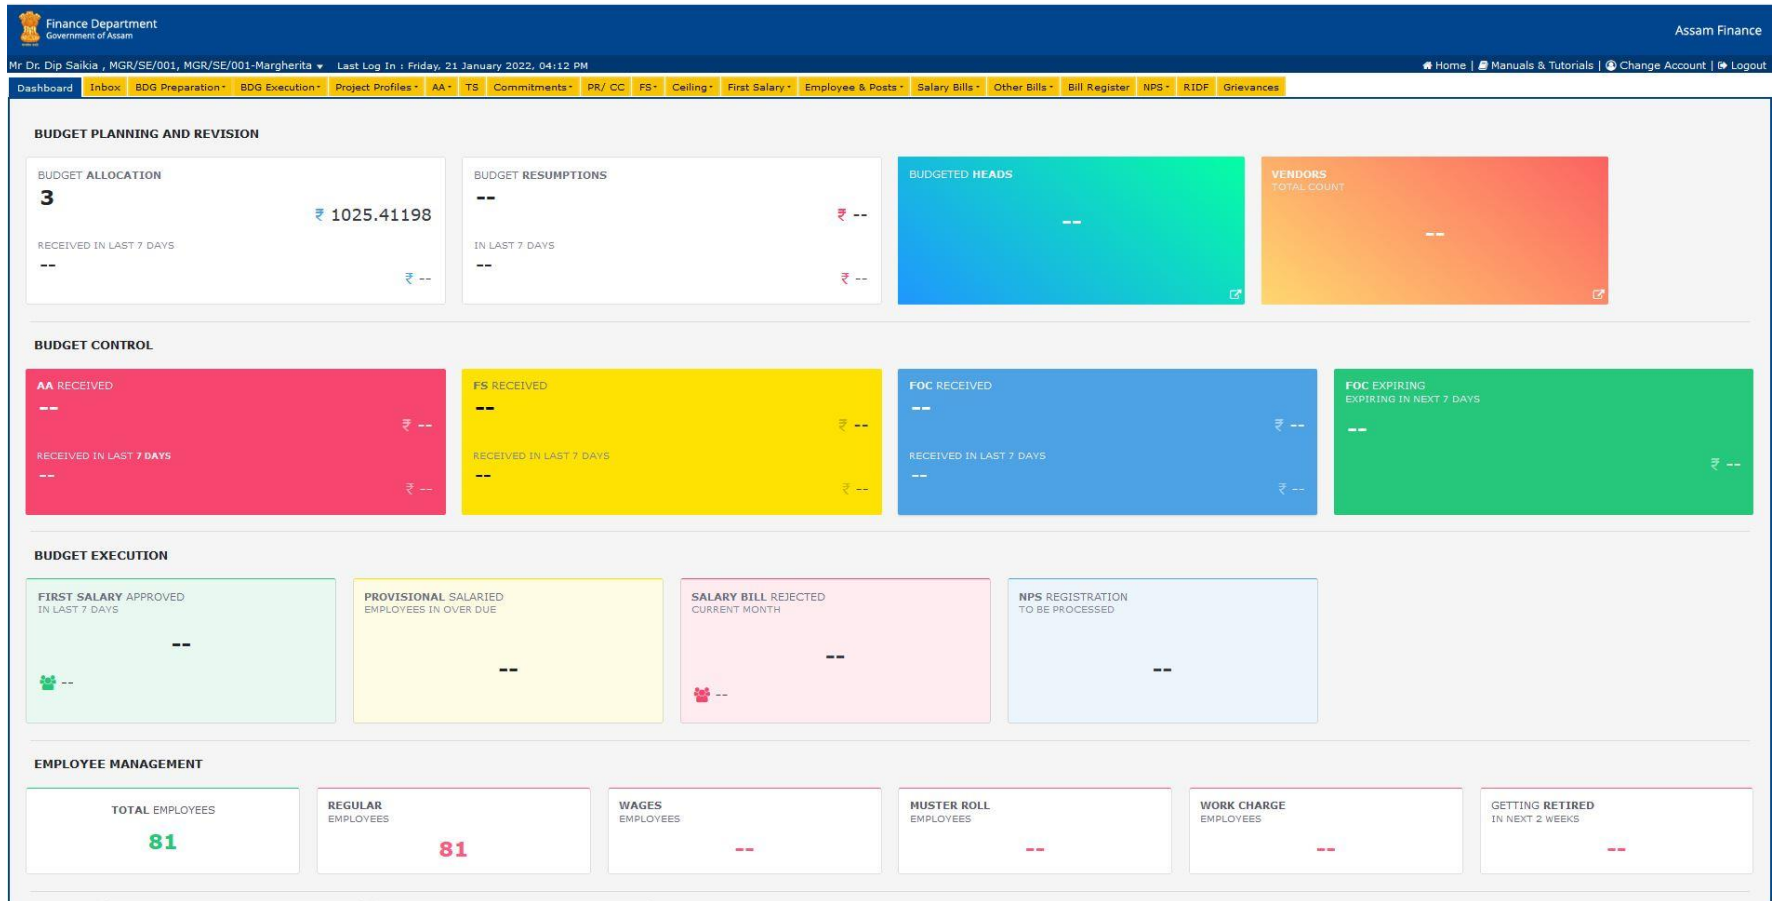 Finance Department
Government of Assam
Assam Finance
Mr Dr. Dip Saikia , MGR/SE/001, MGR/SE/001-Margherita Last Log In : Friday, 21 January 2022, 04:12 PM
Home | Manuals & Tutorials | Change Account | Logout
Dashboard Inbox BDG Preparation BDG Execution Project Profiles AA TS Commitments PR/ CC FS Ceiling First Salary Employee & Posts Salary Bills Other Bills Bill Register NPS RIDF Grievances
BUDGET PLANNING AND REVISION
BUDGET ALLOCATION
3
₹ 1025.41198
RECEIVED IN LAST 7 DAYS
--
₹ --
BUDGET RESUMPTIONS
--
₹ --
IN LAST 7 DAYS
--
₹ --
BUDGETED HEADS
--
VENDORS
TOTAL COUNT
--
BUDGET CONTROL
AA RECEIVED
--
₹ --
RECEIVED IN LAST 7 DAYS
--
₹ --
FS RECEIVED
--
₹ --
RECEIVED IN LAST 7 DAYS
--
₹ --
FOC RECEIVED
--
₹ --
RECEIVED IN LAST 7 DAYS
--
₹ --
FOC EXPIRING
EXPIRING IN NEXT 7 DAYS
--
₹ --
BUDGET EXECUTION
FIRST SALARY APPROVED
IN LAST 7 DAYS
--
--
PROVISIONAL SALARIED
EMPLOYEES IN OVER DUE
--
SALARY BILL REJECTED
CURRENT MONTH
--
--
NPS REGISTRATION
TO BE PROCESSED
--
EMPLOYEE MANAGEMENT
TOTAL EMPLOYEES
81
REGULAR
EMPLOYEES
81
WAGES
EMPLOYEES
--
MUSTER ROLL
EMPLOYEES
--
WORK CHARGE
EMPLOYEES
--
GETTING RETIRED
IN NEXT 2 WEEKS
--